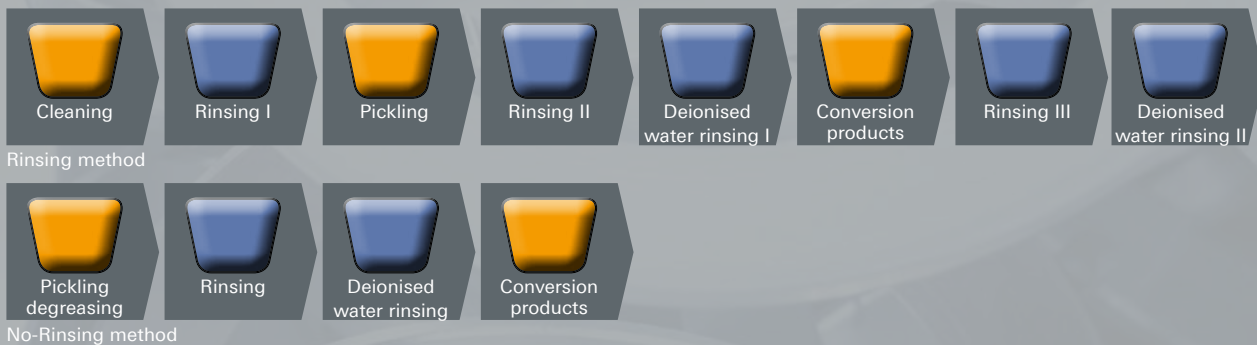 Cleaning
Rinsing I
Pickling
Rinsing II
Deionised
water rinsing I
Conversion
products
Rinsing III
Deionised
water rinsing II
Rinsing method
Pickling
degreasing
Rinsing
Deionised
water rinsing
Conversion
products
No-Rinsing method